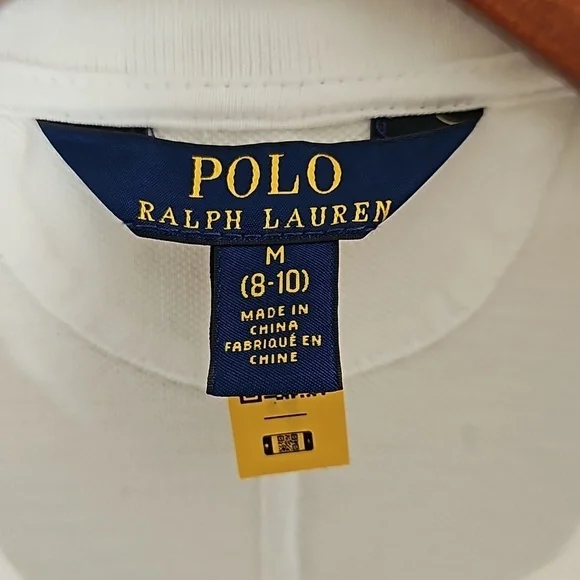 POLO
RALPH LAUREN
M
(8-10)
MADE IN
CHINA
FABRIQUÉ EN
CHINE